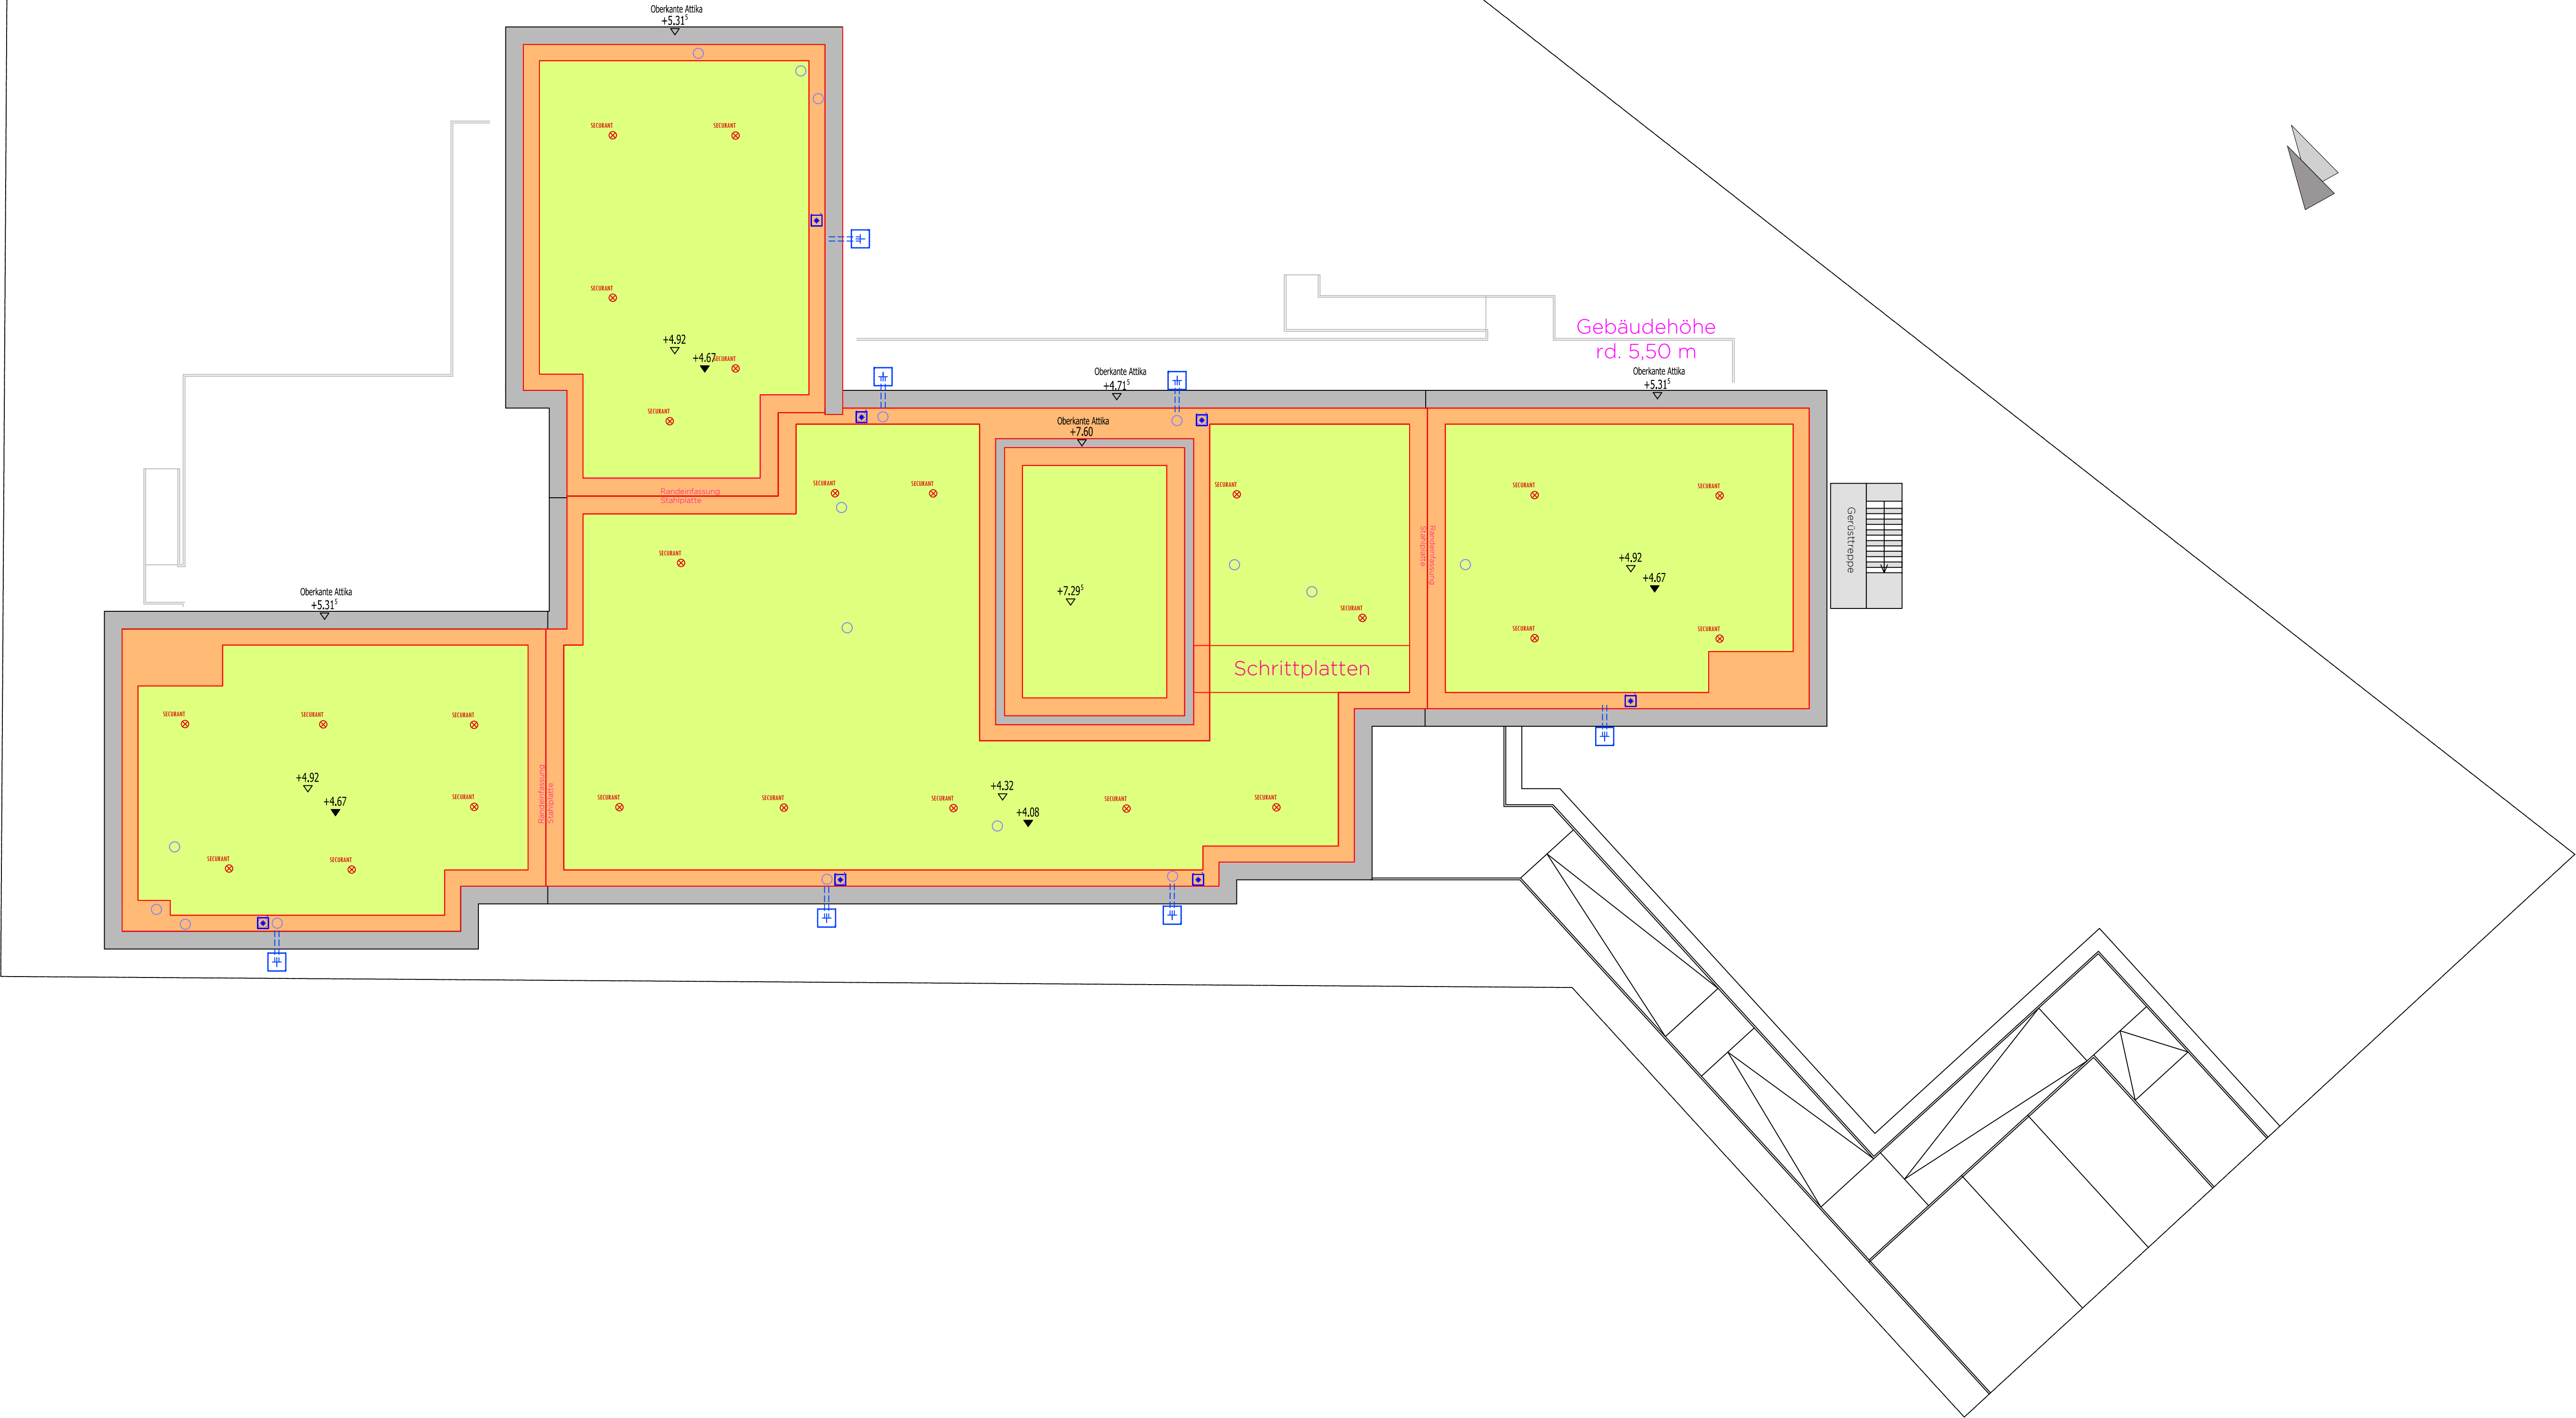 Oberkante Attika
+5.31⁵
SECURANT
SECURANT
SECURANT
+4.92
+4.67
SECURANT
SECURANT
Gebäudehöhe
rd. 5,50 m
Oberkante Attika
+4.71⁵
Oberkante Attika
+5.31⁵
Oberkante Attika
+7.60
Randeinfassung
Stahlplatte
SECURANT
SECURANT
SECURANT
SECURANT
SECURANT
SECURANT
Randeinfassung
Stahlplatte
Gerüsttreppe
+4.92
+4.67
+7.29⁵
Oberkante Attika
+5.31⁵
SECURANT
SECURANT
SECURANT
Schrittplatten
SECURANT
SECURANT
SECURANT
+4.92
+4.67
Randeinfassung
Stahlplatte
+4.32
+4.08
SECURANT
SECURANT
SECURANT
SECURANT
SECURANT
SECURANT
SECURANT
SECURANT